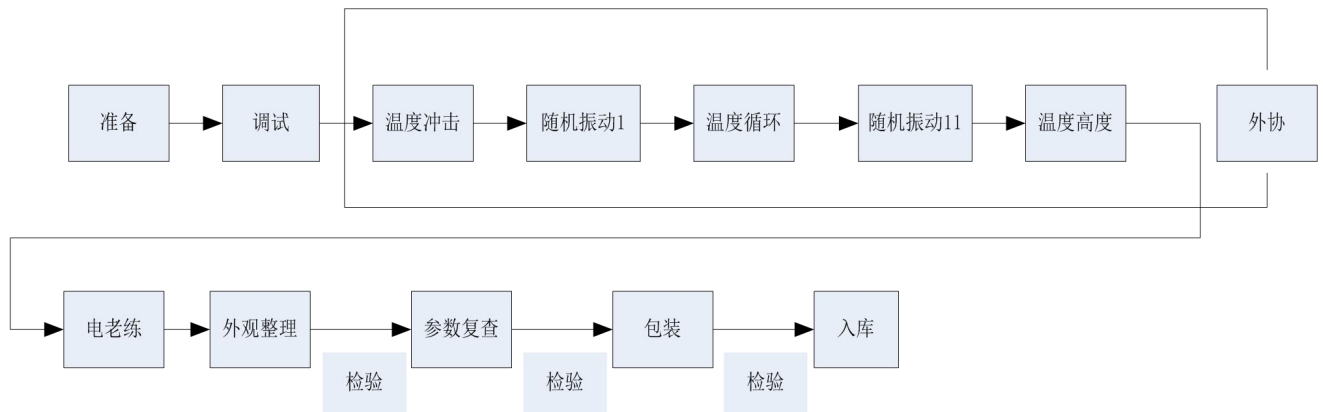 准备
调试
温度冲击
随机振动1
温度循环
随机振动11
温度高度
外协
电老练
外观整理
参数复查
包装
入库
检验
检验
检验